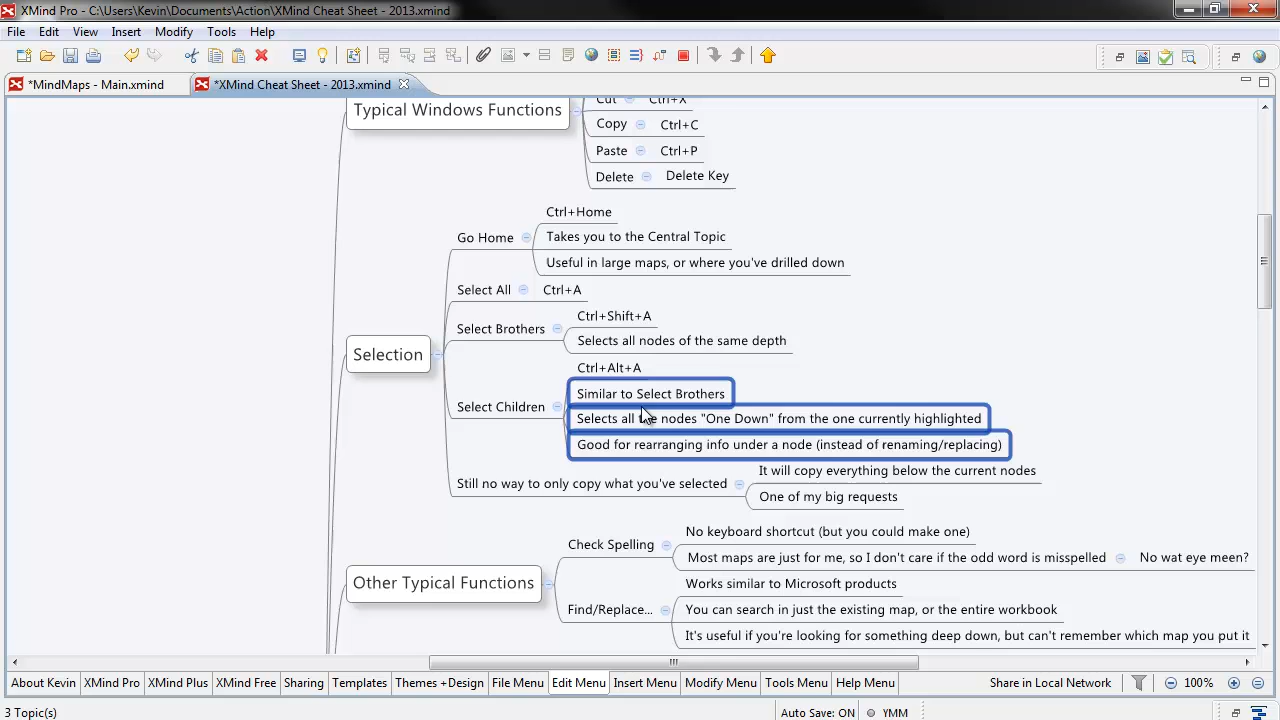 XMind Pro - C:\Users\Kevin\Documents\Action\XMind Cheat Sheet - 2013.xmind
File Edit View Insert Modify Tools Help
*MindMaps - Main.xmind *XMind Cheat Sheet - 2013.xmind
Typical Windows Functions
Cut Ctrl+X
Copy Ctrl+C
Paste Ctrl+P
Delete Delete Key
Selection
Go Home
Ctrl+Home
Takes you to the Central Topic
Useful in large maps, or where you've drilled down
Select All Ctrl+A
Select Brothers
Ctrl+Shift+A
Selects all nodes of the same depth
Select Children
Ctrl+Alt+A
Similar to Select Brothers
Selects all the nodes "One Down" from the one currently highlighted
Good for rearranging info under a node (instead of renaming/replacing)
Still no way to only copy what you've selected
It will copy everything below the current nodes
One of my big requests
Other Typical Functions
Check Spelling
No keyboard shortcut (but you could make one)
Most maps are just for me, so I don't care if the odd word is misspelled No wat eye meen?
Find/Replace...
Works similar to Microsoft products
You can search in just the existing map, or the entire workbook
It's useful if you're looking for something deep down, but can't remember which map you put it
About Kevin XMind Pro XMind Plus XMind Free Sharing Templates Themes +Design File Menu Edit Menu Insert Menu Modify Menu Tools Menu Help Menu Share in Local Network 100%
3 Topic(s) Auto Save: ON YMM